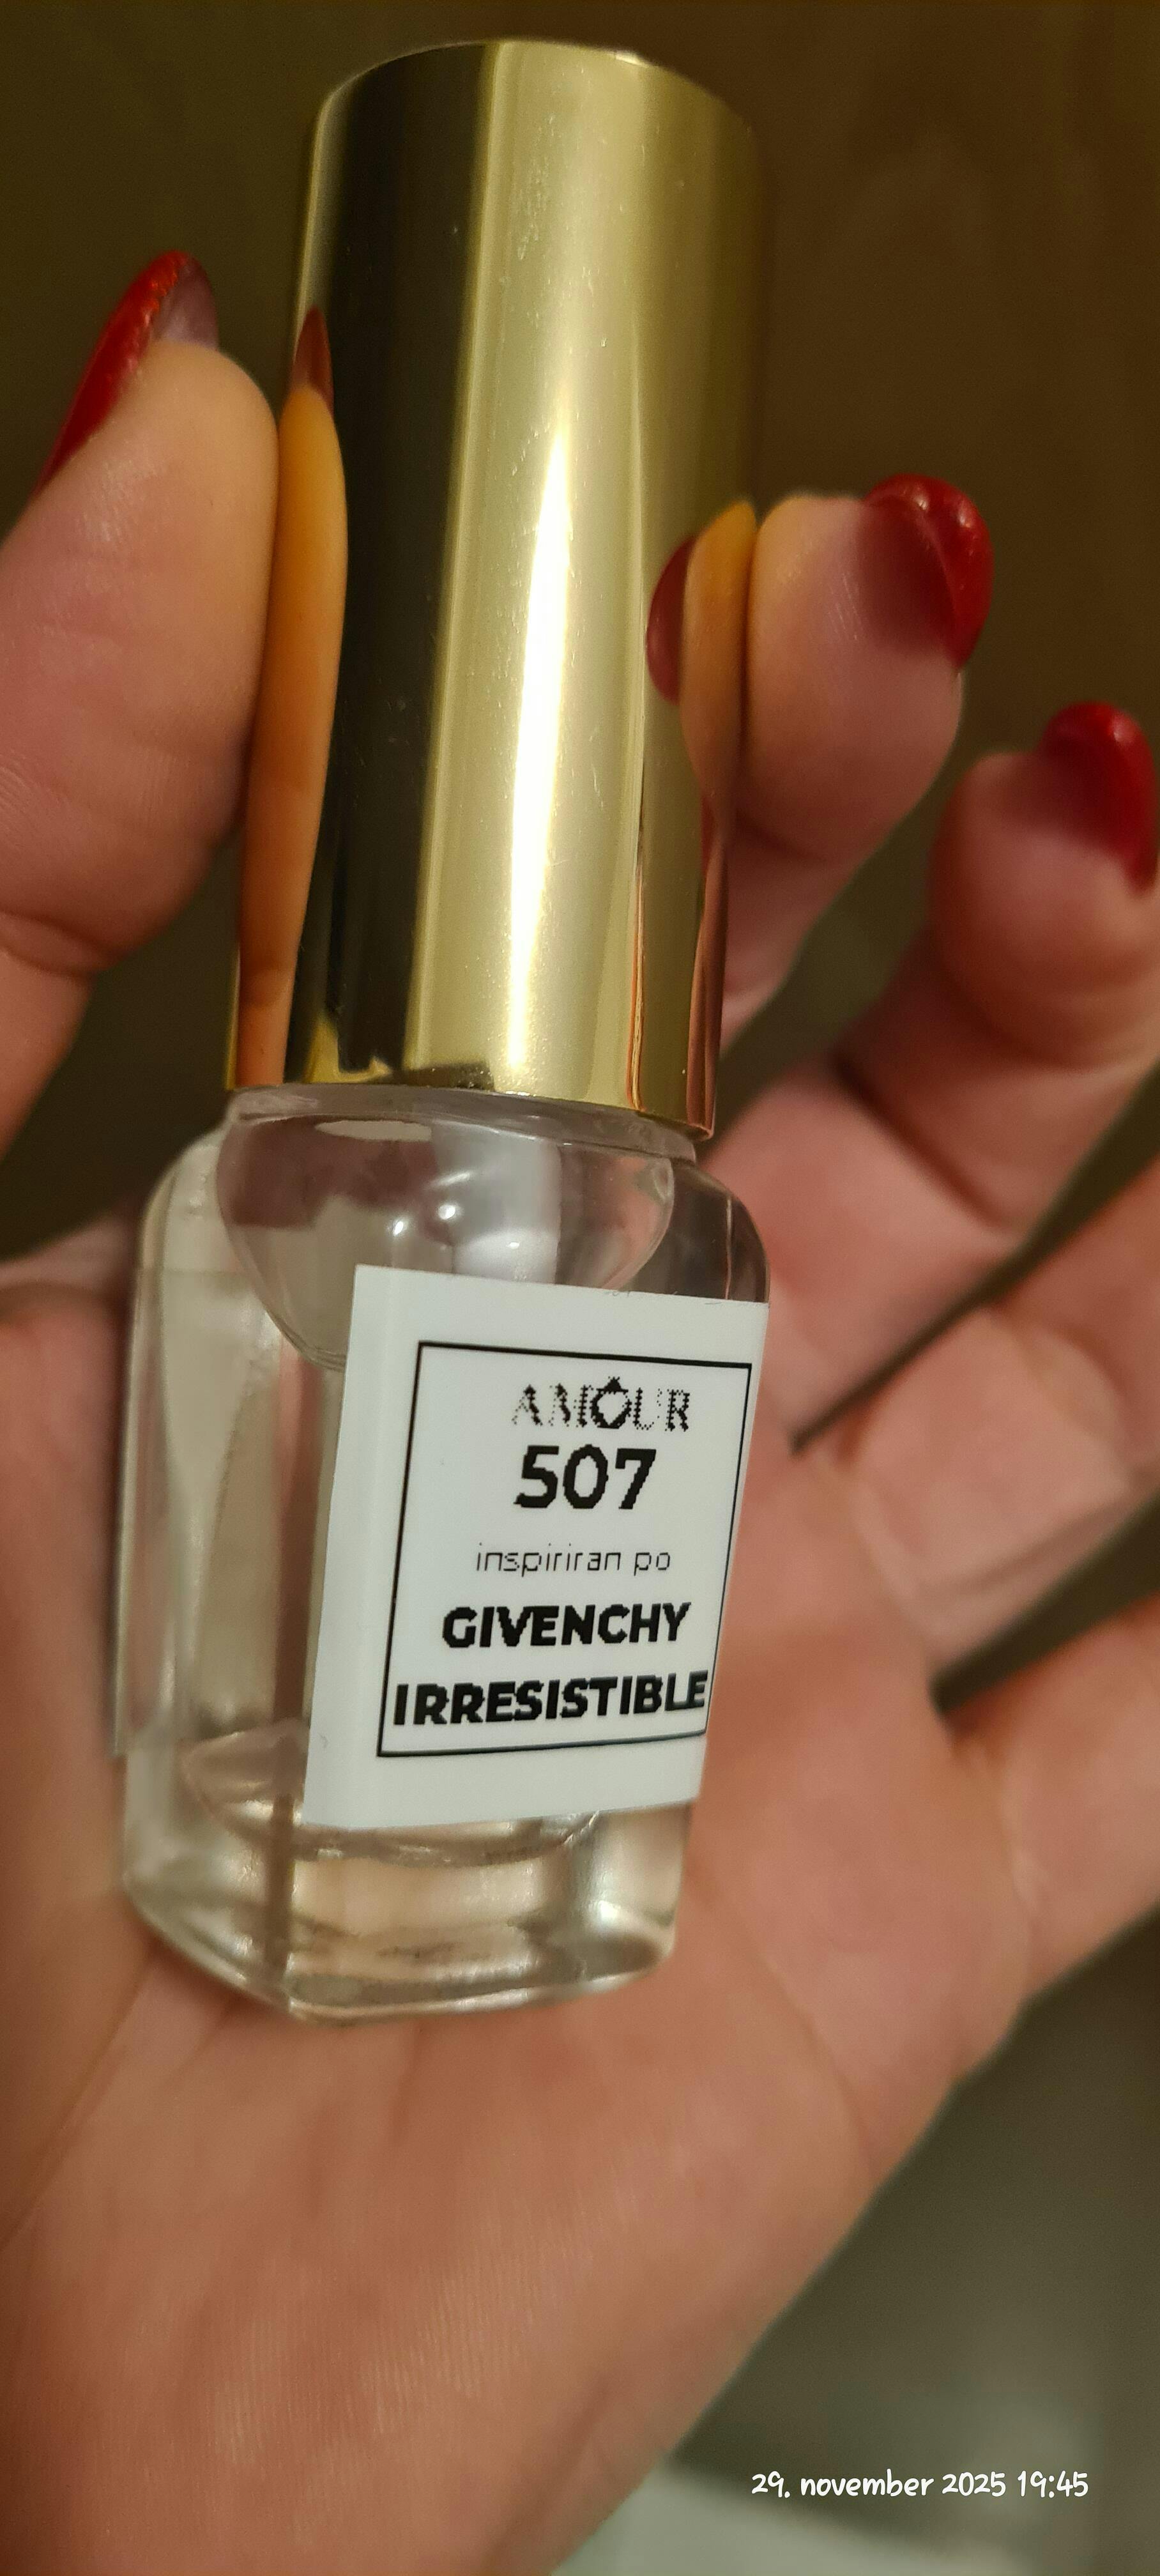 AMOUR
507
inspiriran po
GIVENCHY
IRRESISTIBLE
29. november 2025 19:45